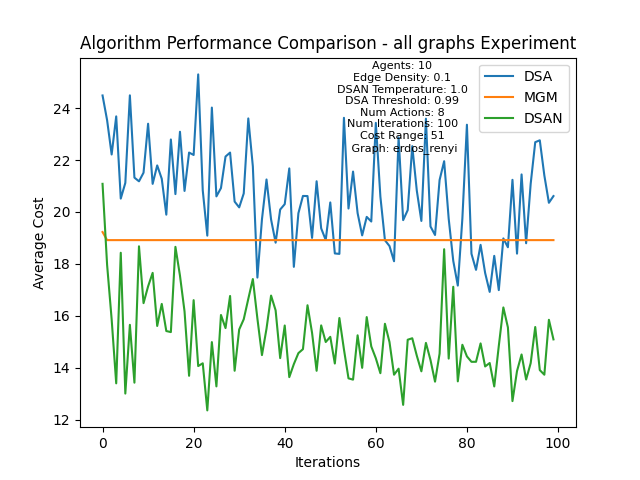 Algorithm Performance Comparison - all graphs Experiment
Agents: 10
Edge Density: 0.1
DSAN Temperature: 1.0
DSA Threshold: 0.99
Num Actions: 8
Num Iterations: 100
Cost Range: 51
Graph: erdos_renyi
DSA
MGM
DSAN
Average Cost
24
22
20
18
16
14
12
0 20 40 60 80 100
Iterations